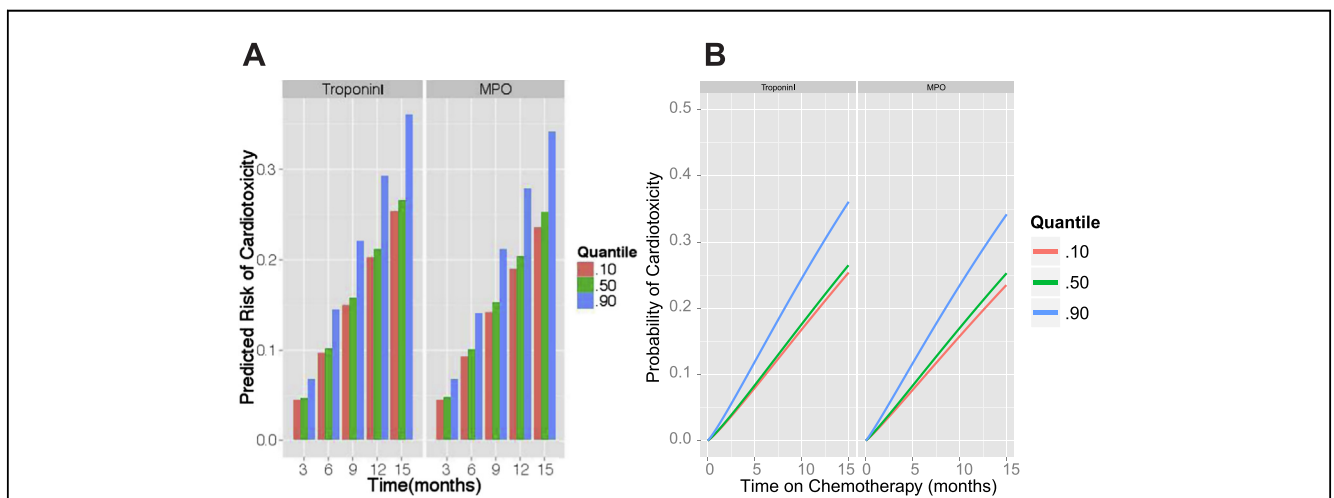 A
B
TroponinI MPO
TroponinI MPO
Predicted Risk of Cardiotoxicity
0.3
0.2
0.1
0.0
3 6 9 12 15 3 6 9 12 15
Time(months)
Quantile
.10
.50
.90
Probability of Cardiotoxicity
0.5
0.4
0.3
0.2
0.1
0.0
0 5 10 15 0 5 10 15
Time on Chemotherapy (months)
Quantile
.10
.50
.90